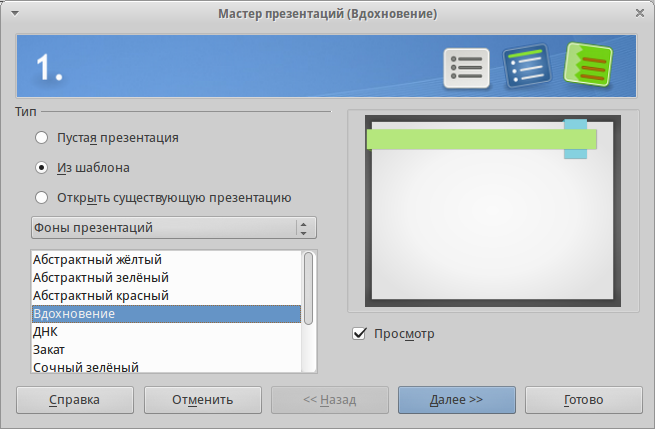 Мастер презентаций (Вдохновение)
1.
Тип
Пустая презентация
Из шаблона
Открыть существующую презентацию
Фоны презентаций
Абстрактный жёлтый
Абстрактный зелёный
Абстрактный красный
Вдохновение
ДНК
Закат
Сочный зелёный
Просмотр
Справка
Отменить
<< Назад
Далее >>
Готово